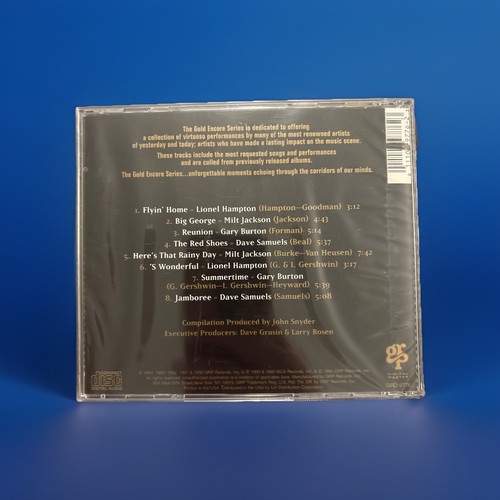 The Gold Encore Series is dedicated to offering
a collection of virtuoso performances by many of the most renowned artists
of yesterday and today; artists who have made a lasting impact on the music scene.
These tracks include the most requested songs and performances
and are culled from previously released albums.
The Gold Encore Series...unforgettable moments echoing through the corridors of our minds.
1. Flyin' Home – Lionel Hampton (Hampton—Goodman) 3:12
2. Big George – Milt Jackson (Jackson) 4:43
3. Reunion – Gary Burton (Forman) 5:14
4. The Red Shoes – Dave Samuels (Beal) 5:37
5. Here's That Rainy Day – Milt Jackson (Burke—Van Heusen) 7:42
6. 'S Wonderful – Lionel Hampton (G. & I. Gershwin) 3:17
7. Summertime – Gary Burton
(G. Gershwin—I. Gershwin—Heyward) 5:39
8. Jamboree – Dave Samuels (Samuels) 5:08
Compilation Produced by John Snyder
Executive Producers: Dave Grusin & Larry Rosen
COMPACT
disc
DIGITAL AUDIO
grp